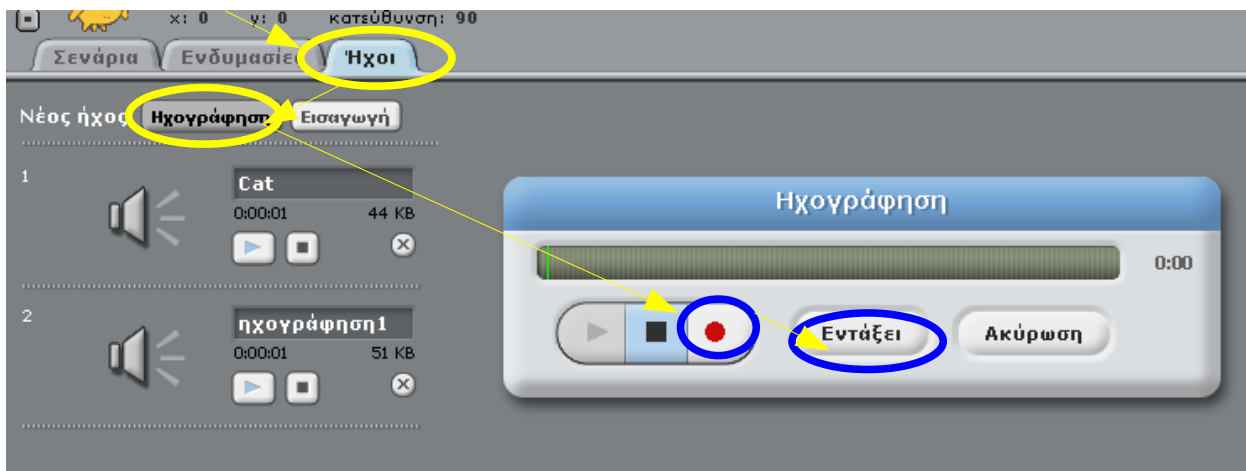 x: 0 y: 0 κατεύθυνση: 90
Σενάρια Ενδυμασίες Ήχοι
Νέος ήχος Ηχογράφηση Εισαγωγή
1
Cat
0:00:01 44 KB
2
ηχογράφηση1
0:00:01 51 KB
Ηχογράφηση
0:00
Εντάξει Ακύρωση